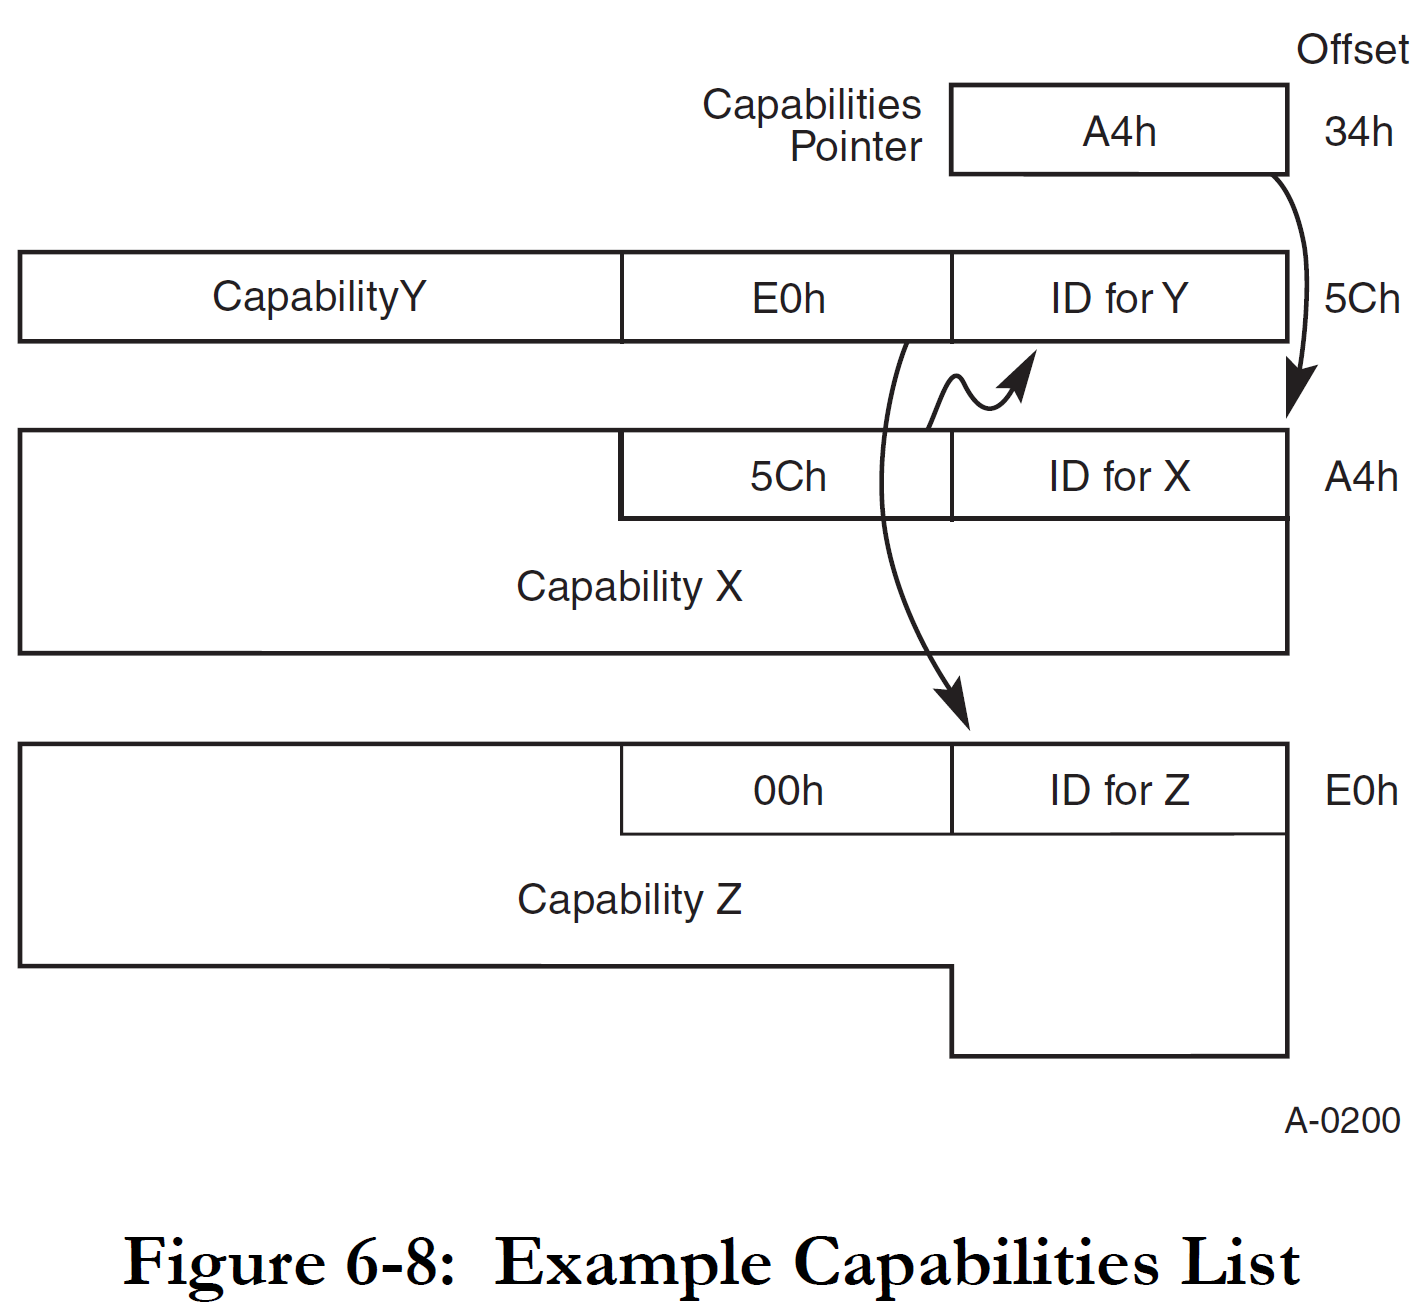 Offset
Capabilities
Pointer
A4h
34h
CapabilityY
E0h
ID for Y
5Ch
5Ch
ID for X
A4h
Capability X
00h
ID for Z
E0h
Capability Z
A-0200
Figure 6-8: Example Capabilities List